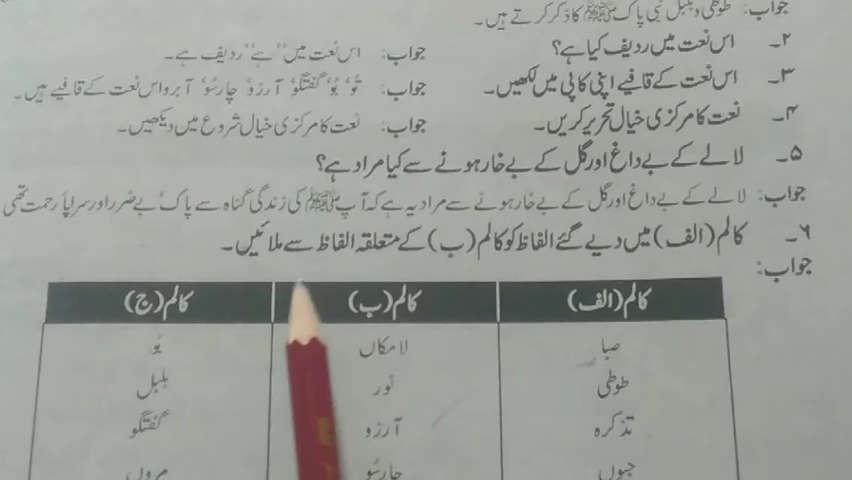 جواب: طوطی و بلبل نبی پاک ﷺ کا ذکر کرتے ہیں۔
۲۔ اس نعت میں ردیف کیا ہے؟ جواب: اس نعت میں "ہے" ردیف ہے۔
۳۔ اس نعت کے قافیے اپنی کاپی میں لکھیں۔ جواب: تُو، بُو، گفتگو، آرزو، چارسُو، آبرو اس نعت کے قافیے ہیں۔
۴۔ نعت کا مرکزی خیال تحریر کریں۔ جواب: نعت کا مرکزی خیال شروع میں دیکھیں۔
۵۔ لالے کے بے داغ اور گل کے بے خار ہونے سے کیا مراد ہے؟
جواب: لالے کے بے داغ اور گل کے بے خار ہونے سے مراد یہ ہے کہ آپ ﷺ کی زندگی گناہ سے پاک، بے ضرر اور سراپا رحمت تھی
۶۔ کالم (الف) میں دیے گئے الفاظ کو کالم (ب) کے متعلقہ الفاظ سے ملائیں۔
جواب:
کالم (الف) کالم (ب) کالم (ج)
صبا لامکاں بُو
طوطی نور بلبل
تذکرہ آرزو گفتگو
چارسُو